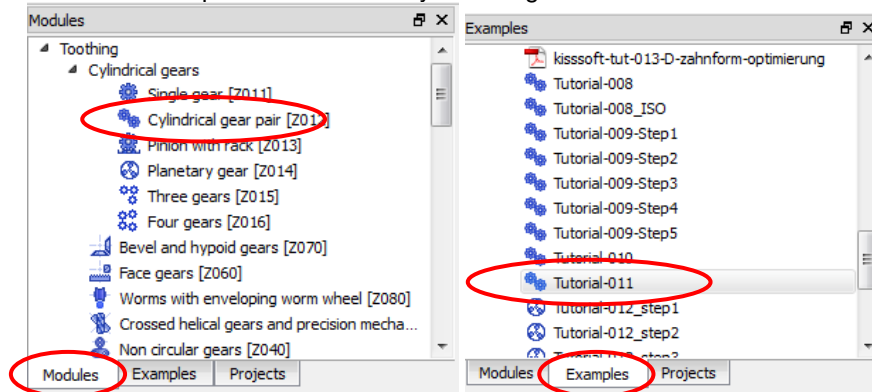 Modules
Toothing
Cylindrical gears
Single gear [Z011]
Cylindrical gear pair [Z012]
Pinion with rack [Z013]
Planetary gear [Z014]
Three gears [Z015]
Four gears [Z016]
Bevel and hypoid gears [Z070]
Face gears [Z060]
Worms with enveloping worm wheel [Z080]
Crossed helical gears and precision mecha...
Non circular gears [Z040]
Modules Examples Projects
Examples
kisssoft-tut-013-D-zahnform-optimierung
Tutorial-008
Tutorial-008_ISO
Tutorial-009-Step1
Tutorial-009-Step2
Tutorial-009-Step3
Tutorial-009-Step4
Tutorial-009-Step5
Tutorial-010
Tutorial-011
Tutorial-012_step1
Tutorial-012_step2
Modules Examples Projects